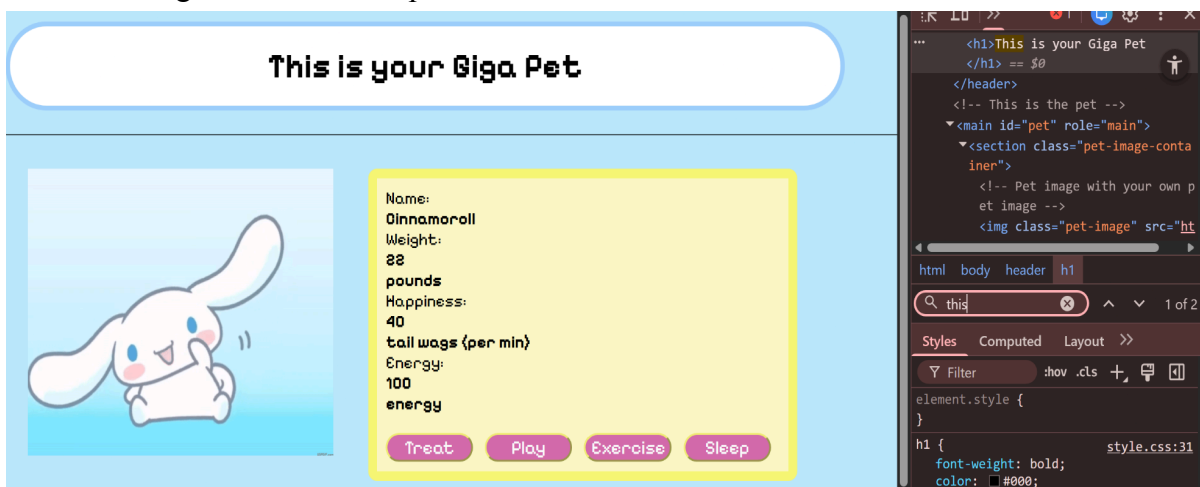 This is your Giga Pet
Name:
Cinnamoroll
Weight:
88
pounds
Happiness:
40
tail wags (per min)
Energy:
100
energy
Treat Play Exercise Sleep
1
<h1>This is your Giga Pet
</h1> == $0
</header>
<!-- This is the pet -->
<main id="pet" role="main">
<section class="pet-image-conta
iner">
<!-- Pet image with your own p
et image -->
<img class="pet-image" src="ht
html body header h1
this 1 of 2
Styles Computed Layout
Filter :hov .cls
element.style {
}
h1 { style.css:31
font-weight: bold;
color: #000;